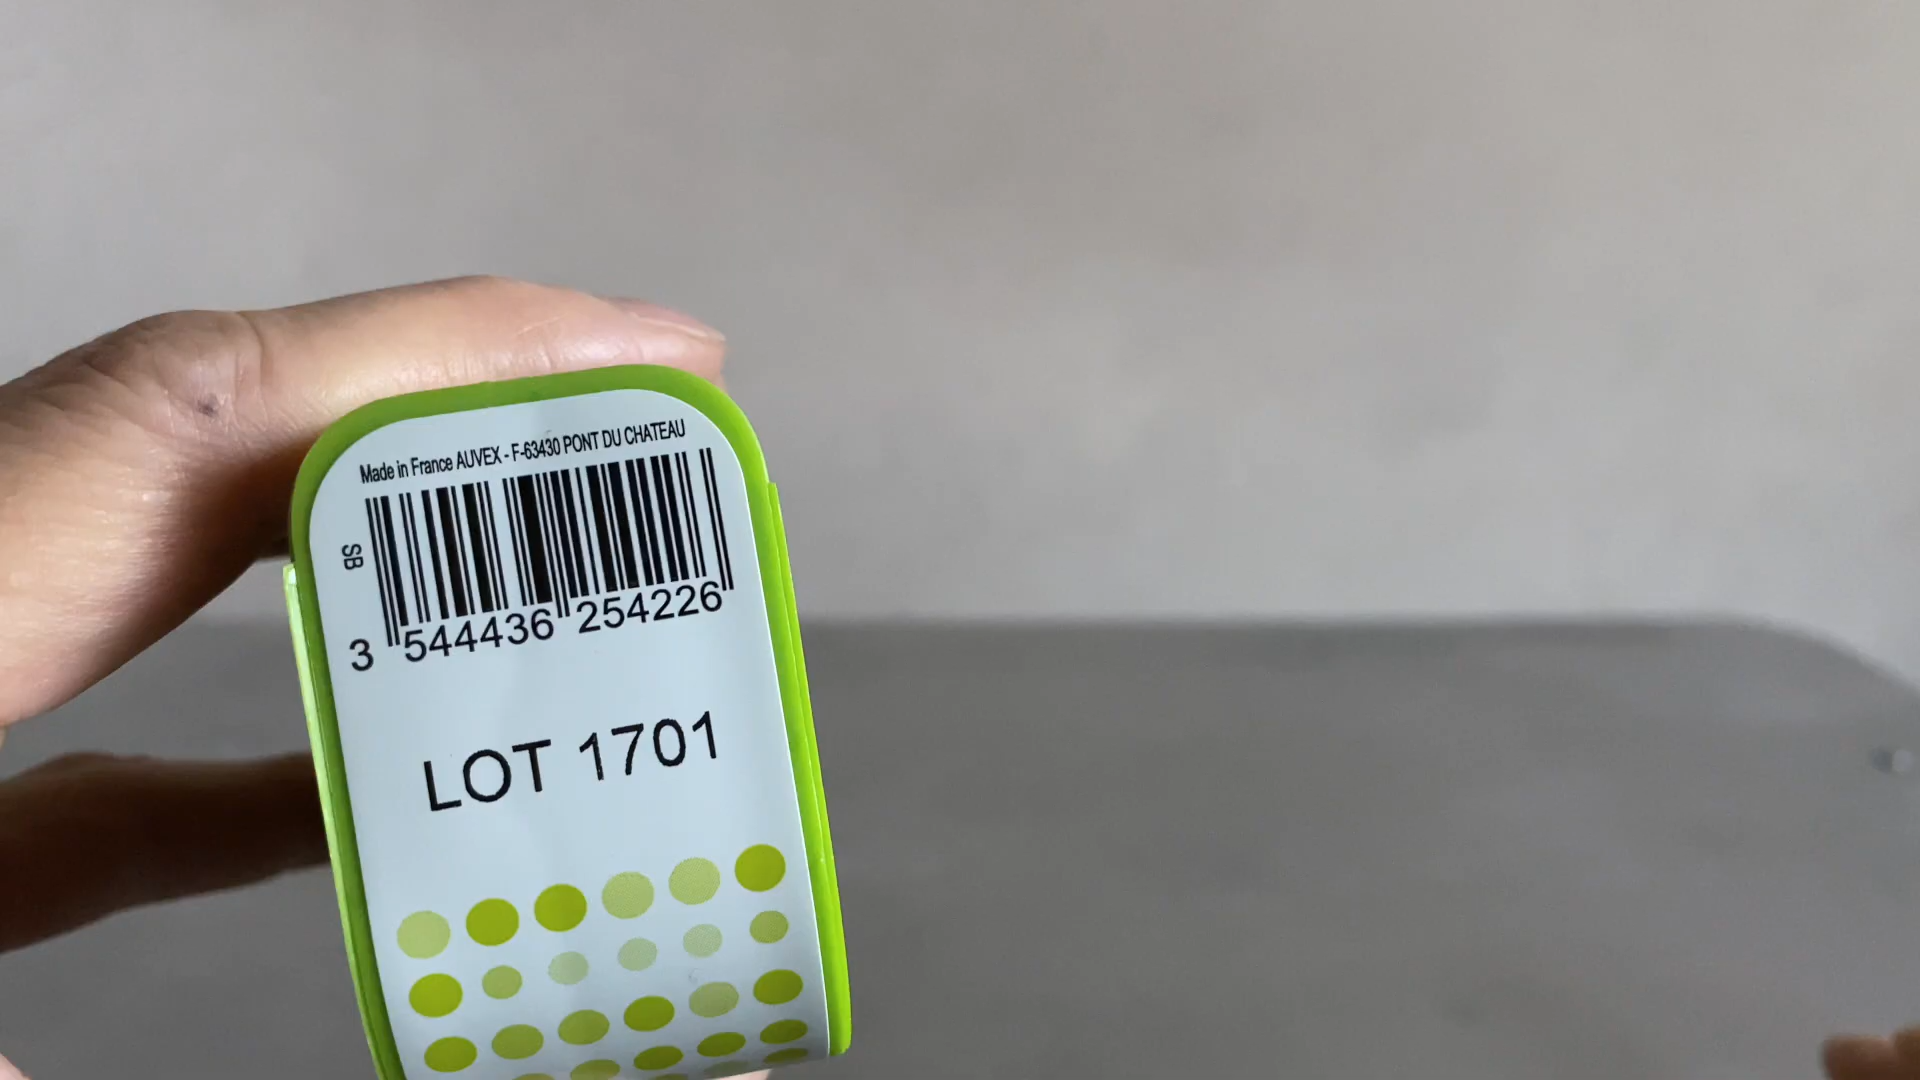 Made in France AUVEX - F-63430 PONT DU CHATEAU
SB
3 544436 254226
LOT 1701